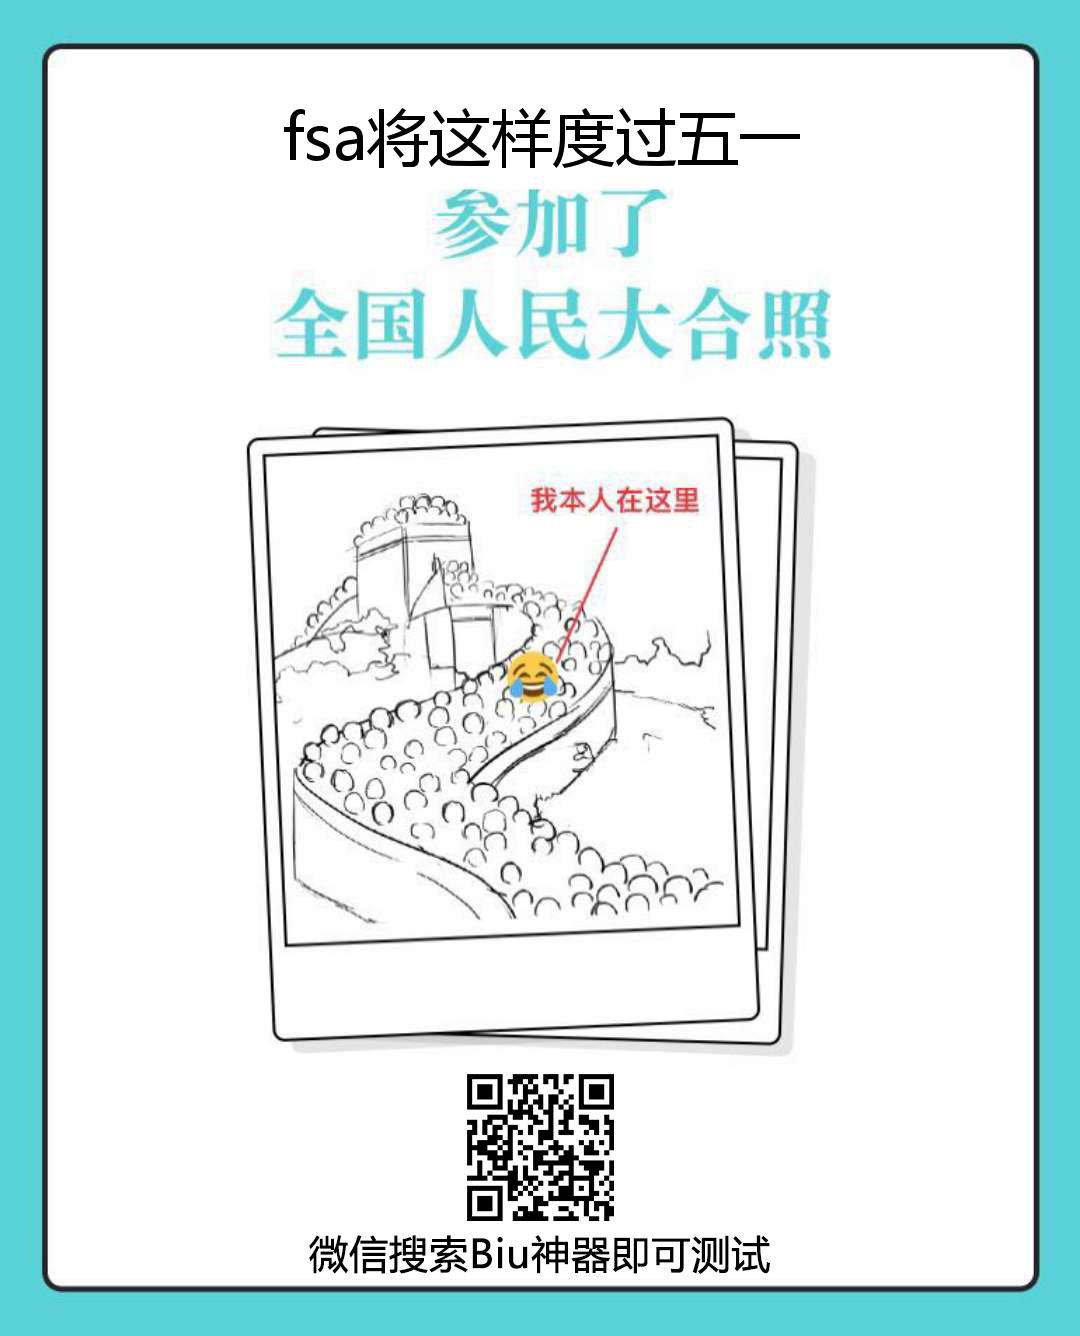 fsa将这样度过五一
参加了
全国人民大合照
我本人在这里
微信搜索Biu神器即可测试